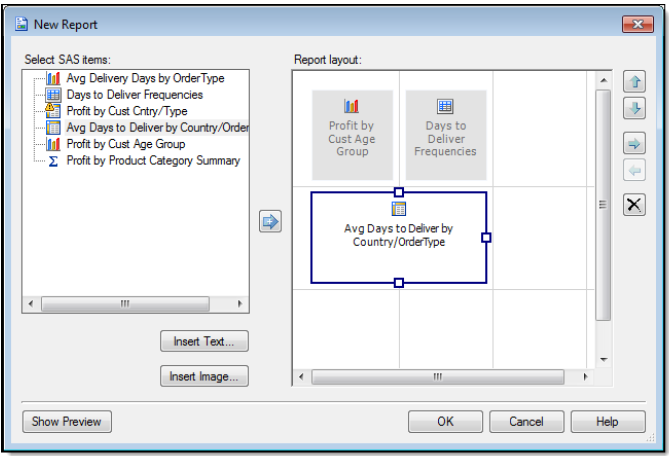 New Report
Select SAS items:
Avg Delivery Days by OrderType
Days to Deliver Frequencies
Profit by Cust Cntry/Type
Avg Days to Deliver by Country/Order
Profit by Cust Age Group
Σ Profit by Product Category Summary
Insert Text...
Insert Image...
Report layout:
Profit by
Cust Age
Group
Days to
Deliver
Frequencies
Avg Days to Deliver by
Country/OrderType
Show Preview
OK
Cancel
Help